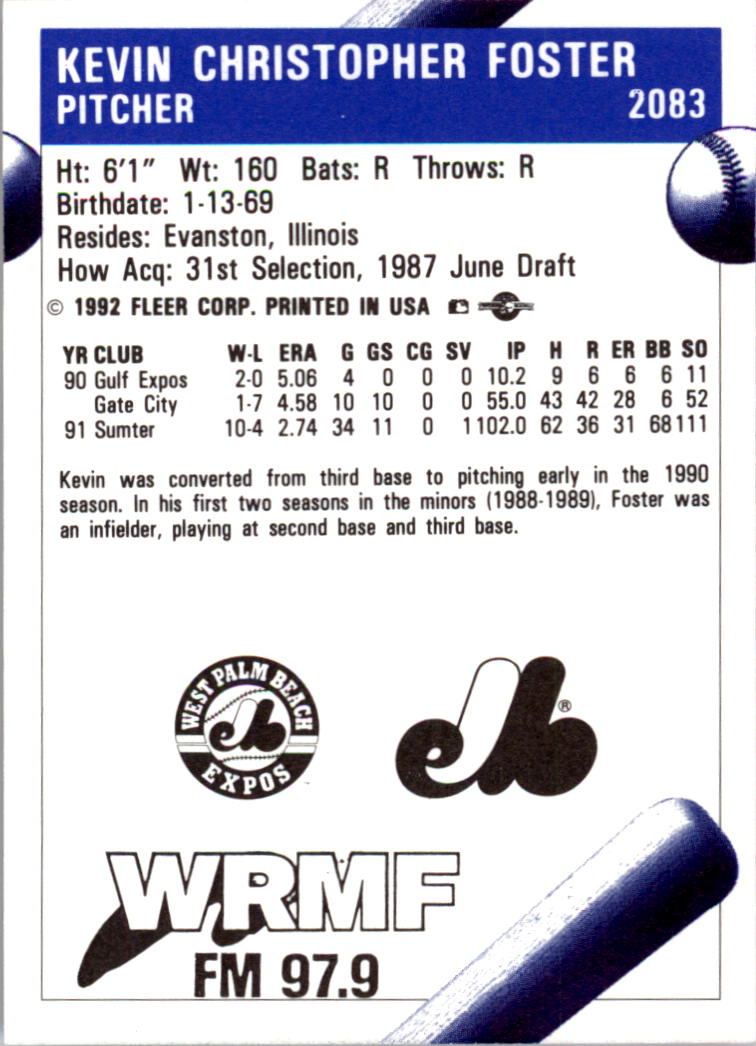 KEVIN CHRISTOPHER FOSTER
PITCHER 2083
Ht: 6'1" Wt: 160 Bats: R Throws: R
Birthdate: 1-13-69
Resides: Evanston, Illinois
How Acq: 31st Selection, 1987 June Draft
© 1992 FLEER CORP. PRINTED IN USA
YR CLUB W-L ERA G GS CG SV IP H R ER BB SO
90 Gulf Expos 2-0 5.06 4 0 0 0 10.2 9 6 6 6 11
Gate City 1-7 4.58 10 10 0 0 55.0 43 42 28 6 52
91 Sumter 10-4 2.74 34 11 0 1 102.0 62 36 31 68 111
Kevin was converted from third base to pitching early in the 1990
season. In his first two seasons in the minors (1988-1989), Foster was
an infielder, playing at second base and third base.
WEST PALM BEACH
EXPOS
®
WRMF
FM 97.9